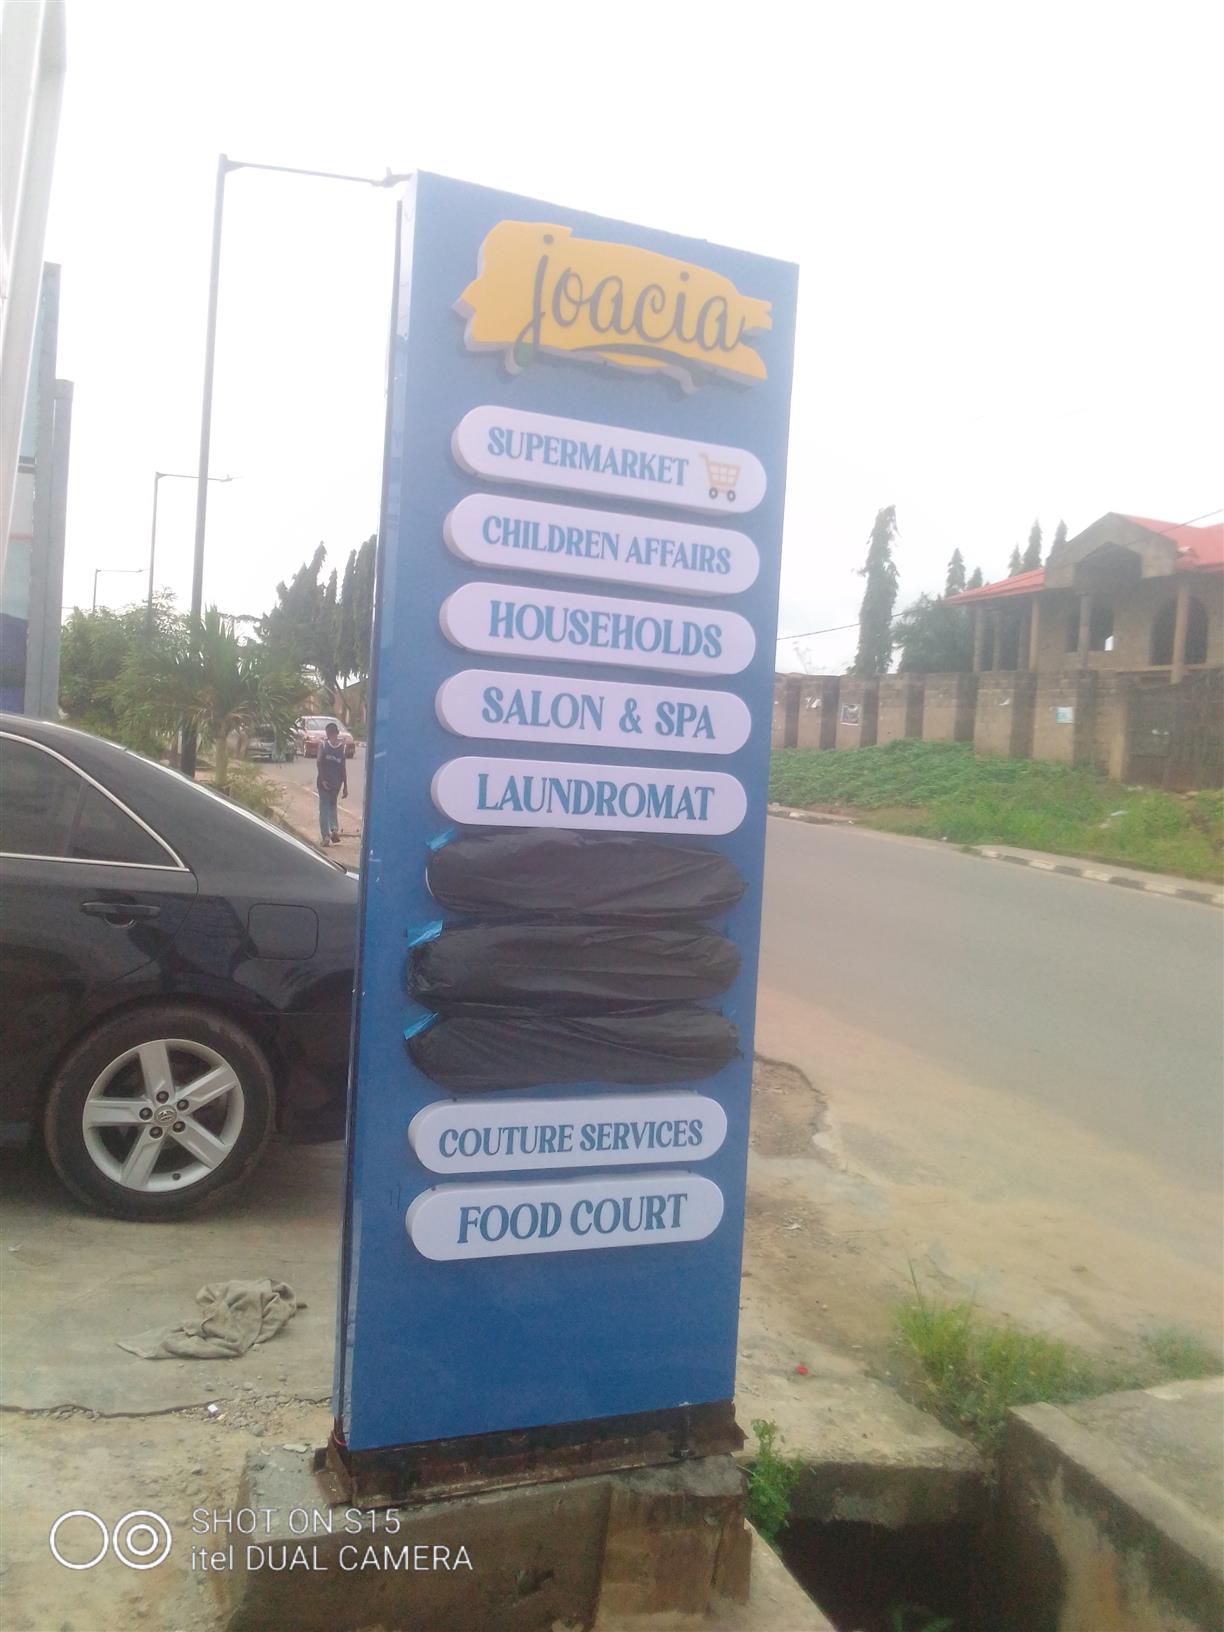 joacia
SUPERMARKET
CHILDREN AFFAIRS
HOUSEHOLDS
SALON & SPA
LAUNDROMAT
COUTURE SERVICES
FOOD COURT
SHOT ON S15
itel DUAL CAMERA